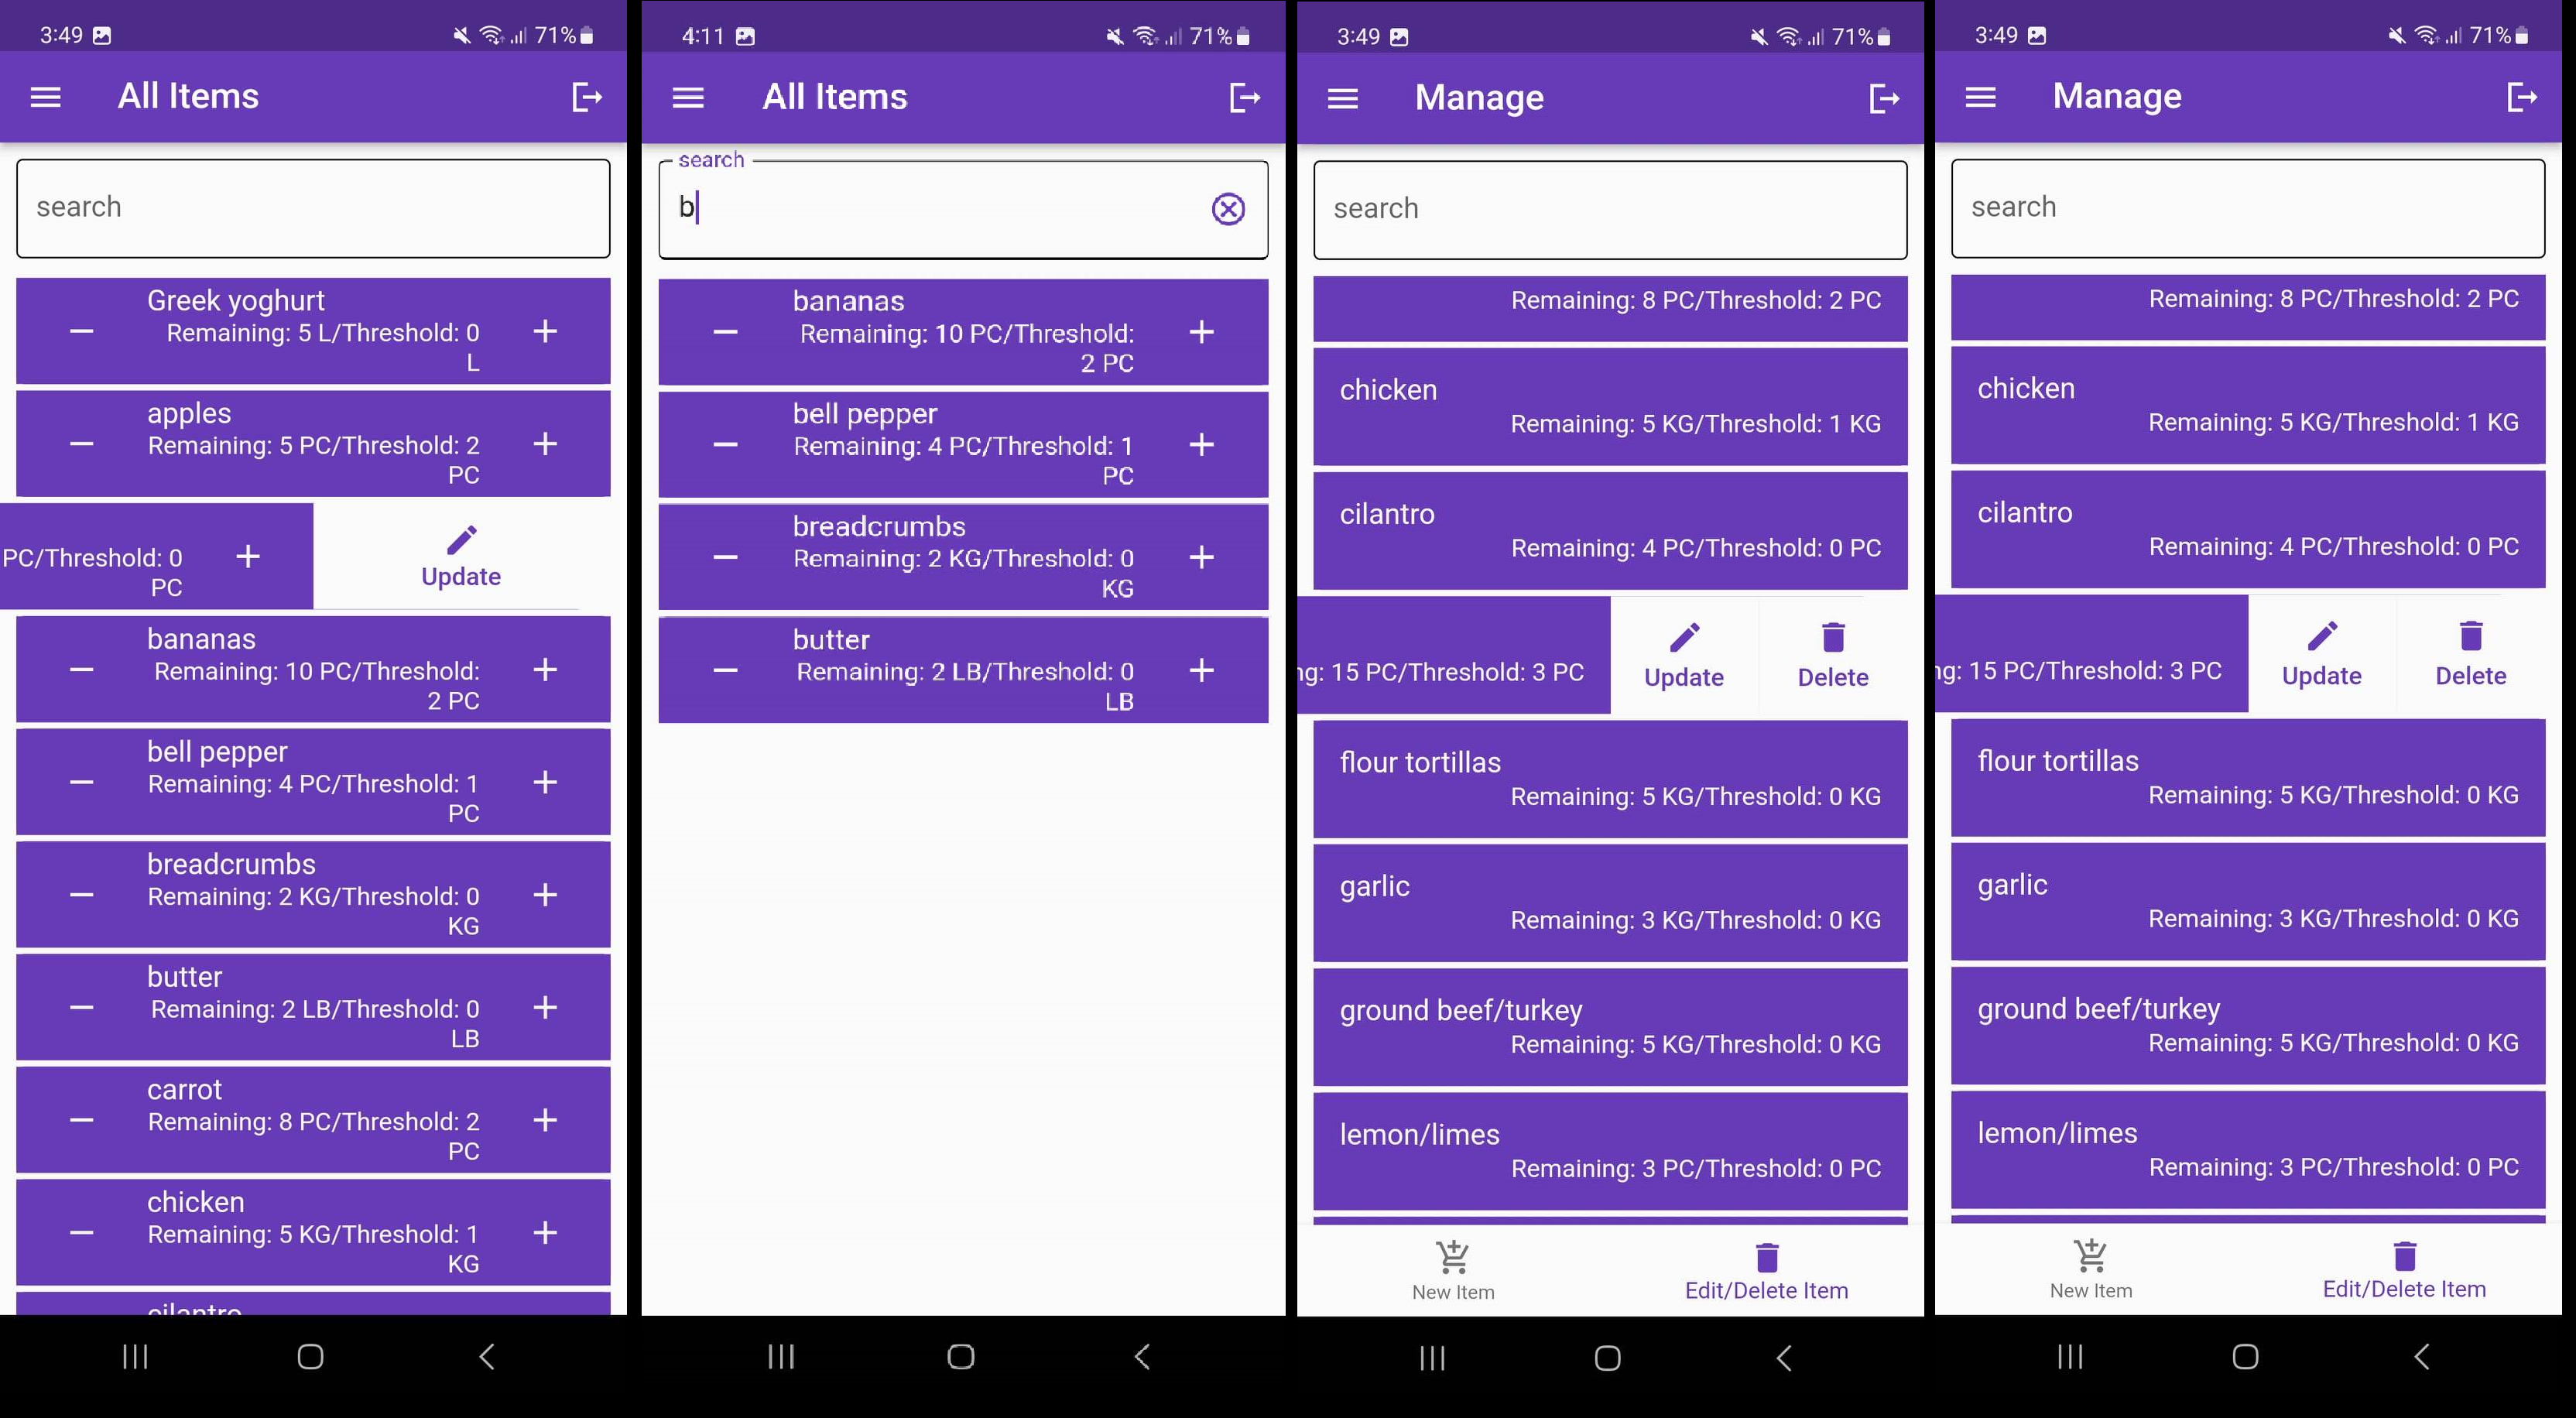 3:49 71%
All Items
search
Greek yoghurt
Remaining: 5 L/Threshold: 0
L
apples
Remaining: 5 PC/Threshold: 2
PC
PC/Threshold: 0
PC
Update
bananas
Remaining: 10 PC/Threshold:
2 PC
bell pepper
Remaining: 4 PC/Threshold: 1
PC
breadcrumbs
Remaining: 2 KG/Threshold: 0
KG
butter
Remaining: 2 LB/Threshold: 0
LB
carrot
Remaining: 8 PC/Threshold: 2
PC
chicken
Remaining: 5 KG/Threshold: 1
KG
cilantro
4:11 71%
All Items
search
b
bananas
Remaining: 10 PC/Threshold:
2 PC
bell pepper
Remaining: 4 PC/Threshold: 1
PC
breadcrumbs
Remaining: 2 KG/Threshold: 0
KG
butter
Remaining: 2 LB/Threshold: 0
LB
3:49 71%
Manage
search
Remaining: 8 PC/Threshold: 2 PC
chicken
Remaining: 5 KG/Threshold: 1 KG
cilantro
Remaining: 4 PC/Threshold: 0 PC
ng: 15 PC/Threshold: 3 PC
Update
Delete
flour tortillas
Remaining: 5 KG/Threshold: 0 KG
garlic
Remaining: 3 KG/Threshold: 0 KG
ground beef/turkey
Remaining: 5 KG/Threshold: 0 KG
lemon/limes
Remaining: 3 PC/Threshold: 0 PC
New Item
Edit/Delete Item
3:49 71%
Manage
search
Remaining: 8 PC/Threshold: 2 PC
chicken
Remaining: 5 KG/Threshold: 1 KG
cilantro
Remaining: 4 PC/Threshold: 0 PC
ng: 15 PC/Threshold: 3 PC
Update
Delete
flour tortillas
Remaining: 5 KG/Threshold: 0 KG
garlic
Remaining: 3 KG/Threshold: 0 KG
ground beef/turkey
Remaining: 5 KG/Threshold: 0 KG
lemon/limes
Remaining: 3 PC/Threshold: 0 PC
New Item
Edit/Delete Item